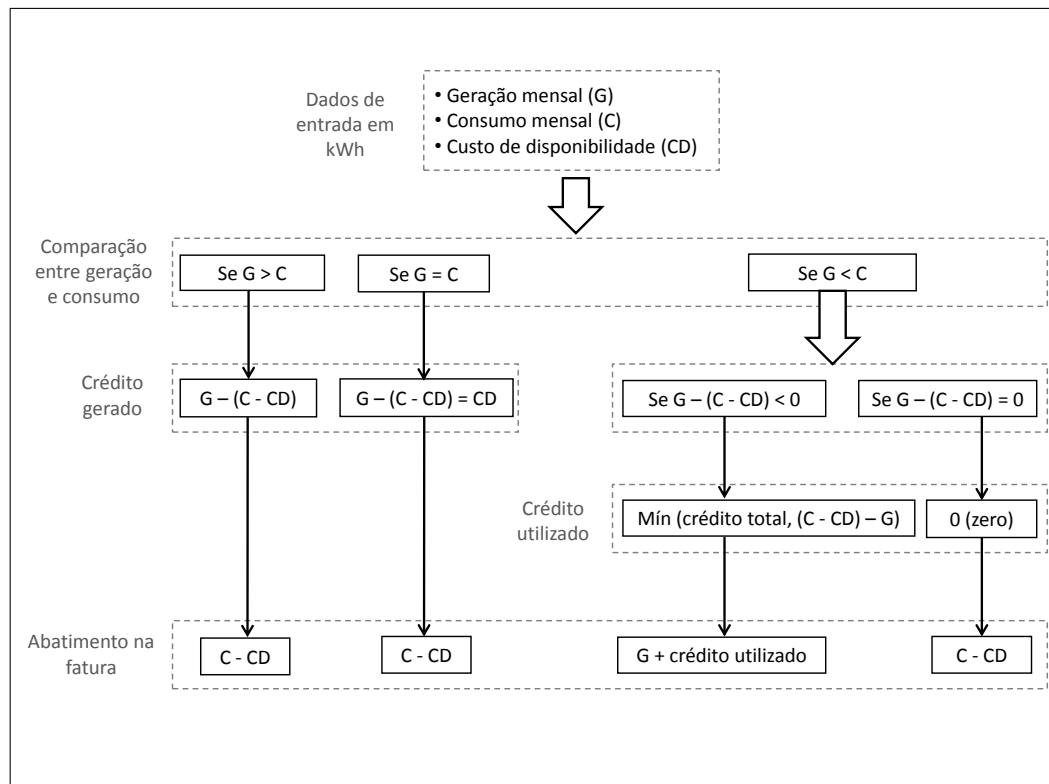 Dados de
entrada em
kWh
• Geração mensal (G)
• Consumo mensal (C)
• Custo de disponibilidade (CD)
Comparação
entre geração
e consumo
Se G > C
Se G = C
Se G < C
Crédito
gerado
G – (C - CD)
G – (C - CD) = CD
Se G – (C - CD) < 0
Se G – (C - CD) = 0
Crédito
utilizado
Mín (crédito total, (C - CD) – G)
0 (zero)
Abatimento na
fatura
C - CD
C - CD
G + crédito utilizado
C - CD